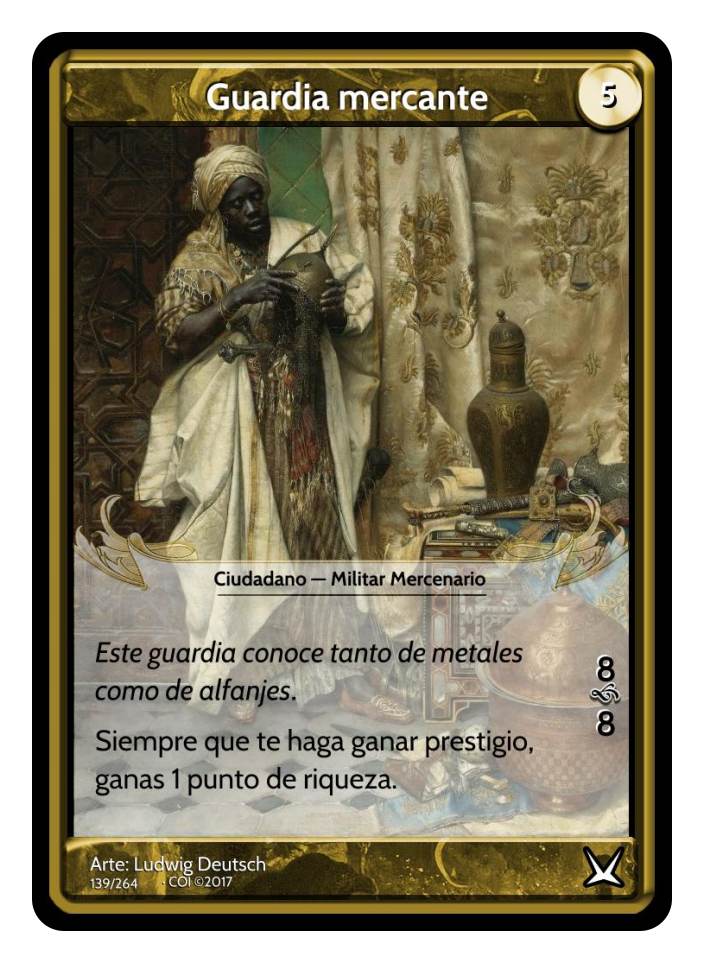 Guardia mercante
5
Ciudadano — Militar Mercenario
Este guardia conoce tanto de metales
como de alfanjes.
8
8
Siempre que te haga ganar prestigio,
ganas 1 punto de riqueza.
Arte: Ludwig Deutsch
139/264 · COI ©2017